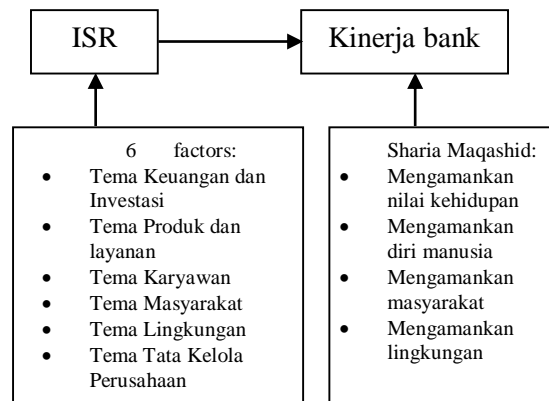 ISR
Kinerja bank
6 factors:
• Tema Keuangan dan
Investasi
• Tema Produk dan
layanan
• Tema Karyawan
• Tema Masyarakat
• Tema Lingkungan
• Tema Tata Kelola
Perusahaan
Sharia Maqashid:
• Mengamankan
nilai kehidupan
• Mengamankan
diri manusia
• Mengamankan
masyarakat
• Mengamankan
lingkungan